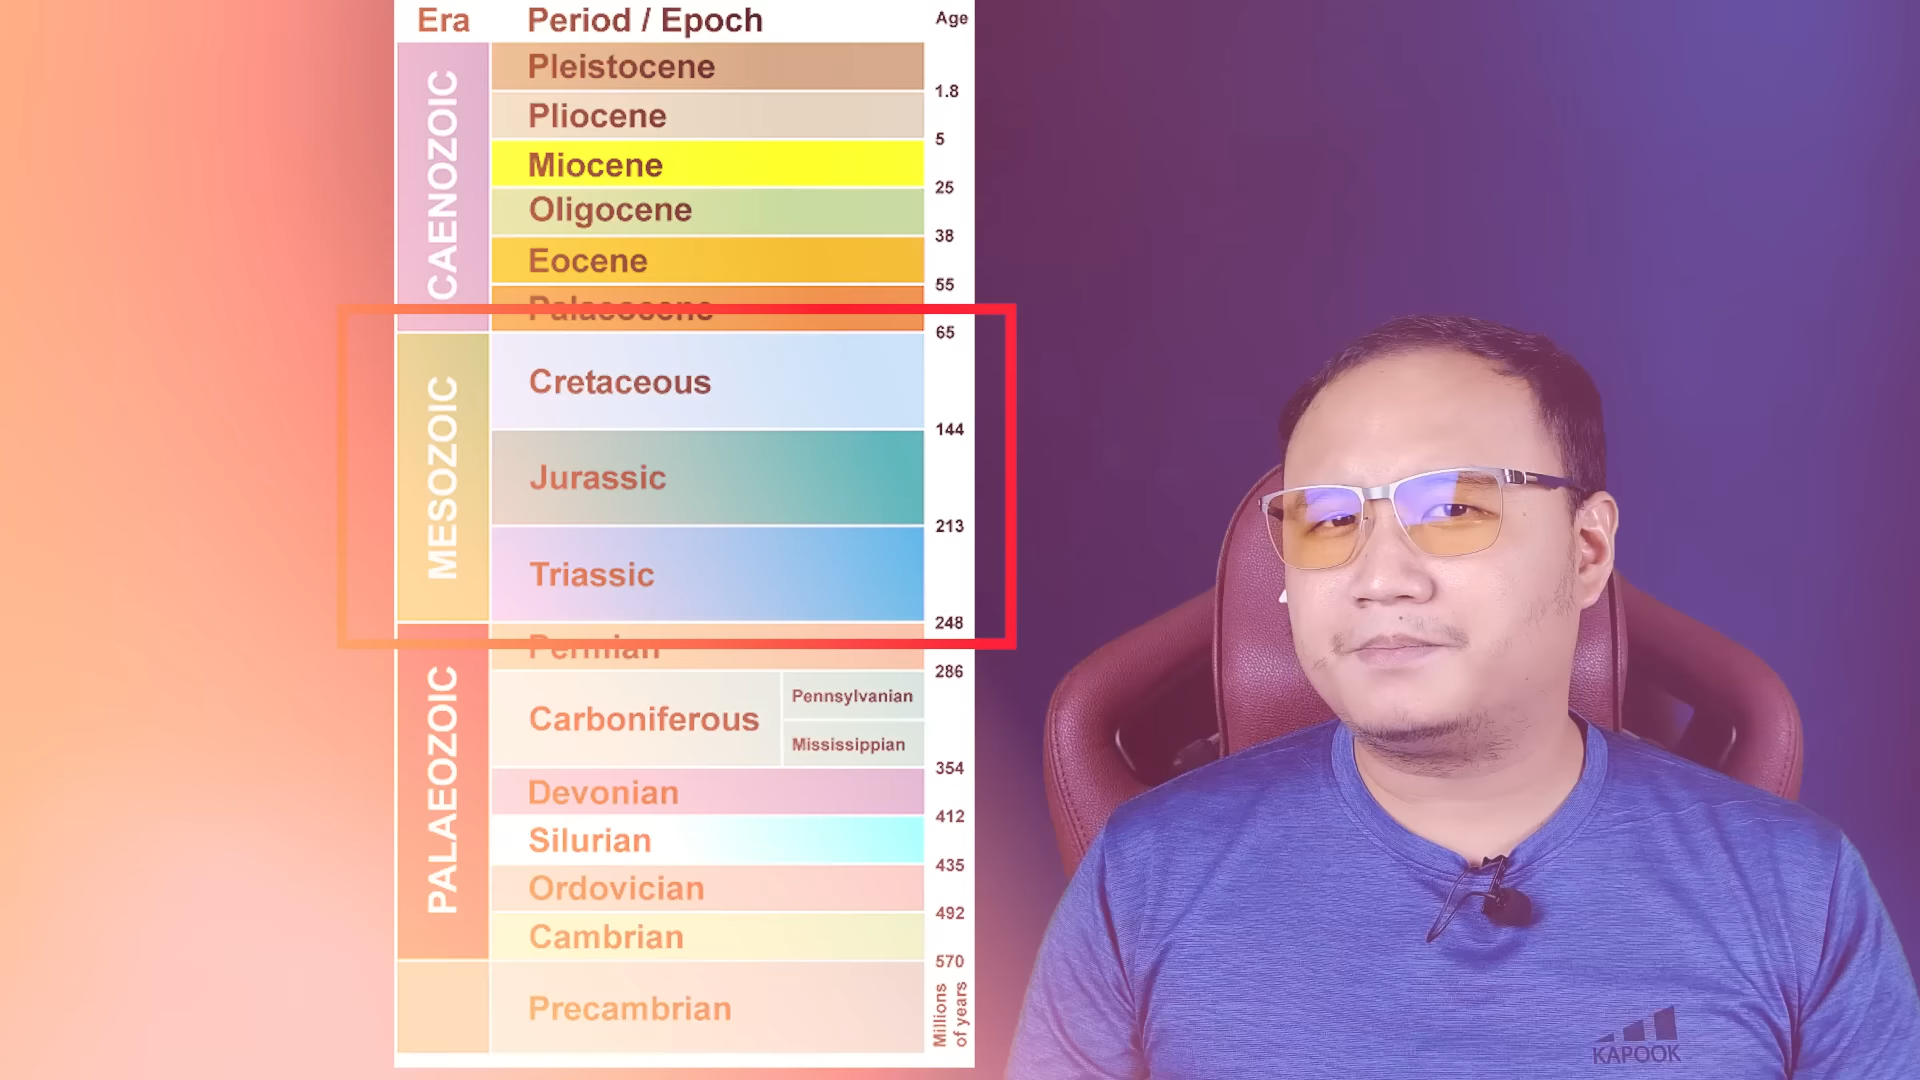 Era Period / Epoch Age
CAENOZOIC
Pleistocene
1.8
Pliocene
5
Miocene
25
Oligocene
38
Eocene
55
Palaeocene
65
MESOZOIC
Cretaceous
144
Jurassic
213
Triassic
248
PALAEOZOIC
Permian
286
Carboniferous
Pennsylvanian
Mississippian
354
Devonian
412
Silurian
435
Ordovician
492
Cambrian
570
Precambrian
Millions
of years
KAPOOK